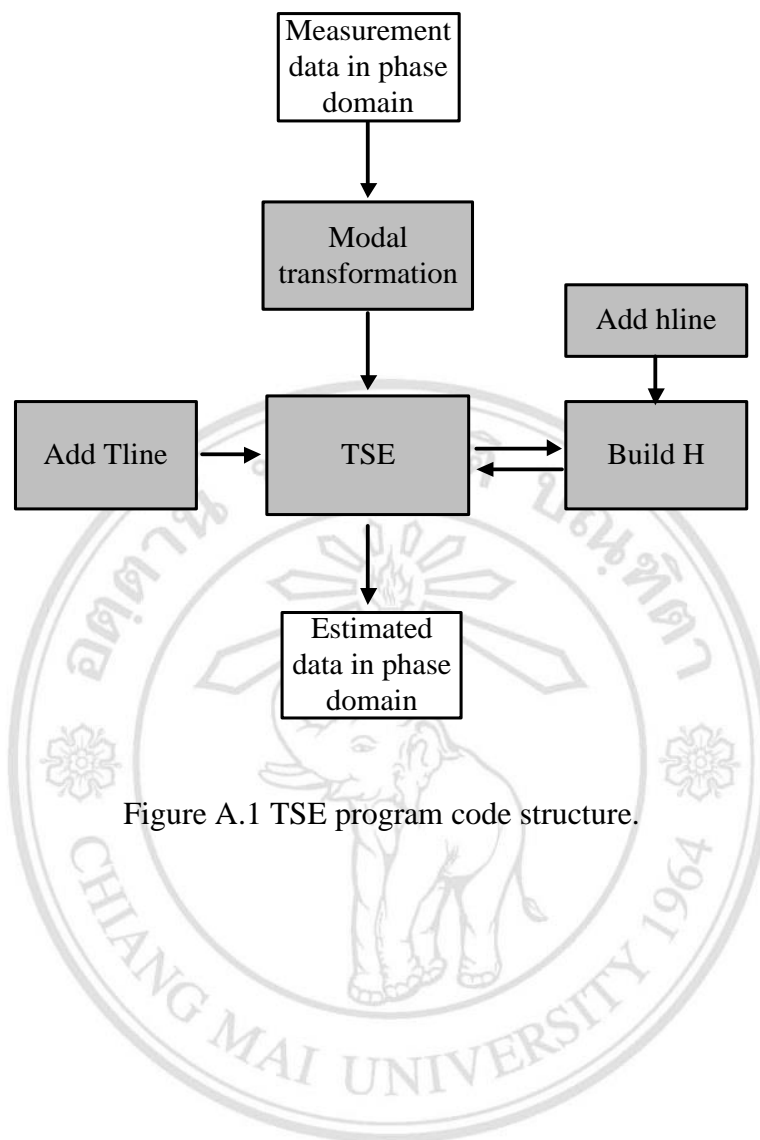 Measurement
data in phase
domain
Modal
transformation
Add hline
Add Tline
TSE
Build H
Estimated
data in phase
domain
Figure A.1 TSE program code structure.
CHIANG MAI UNIVERSITY 1964